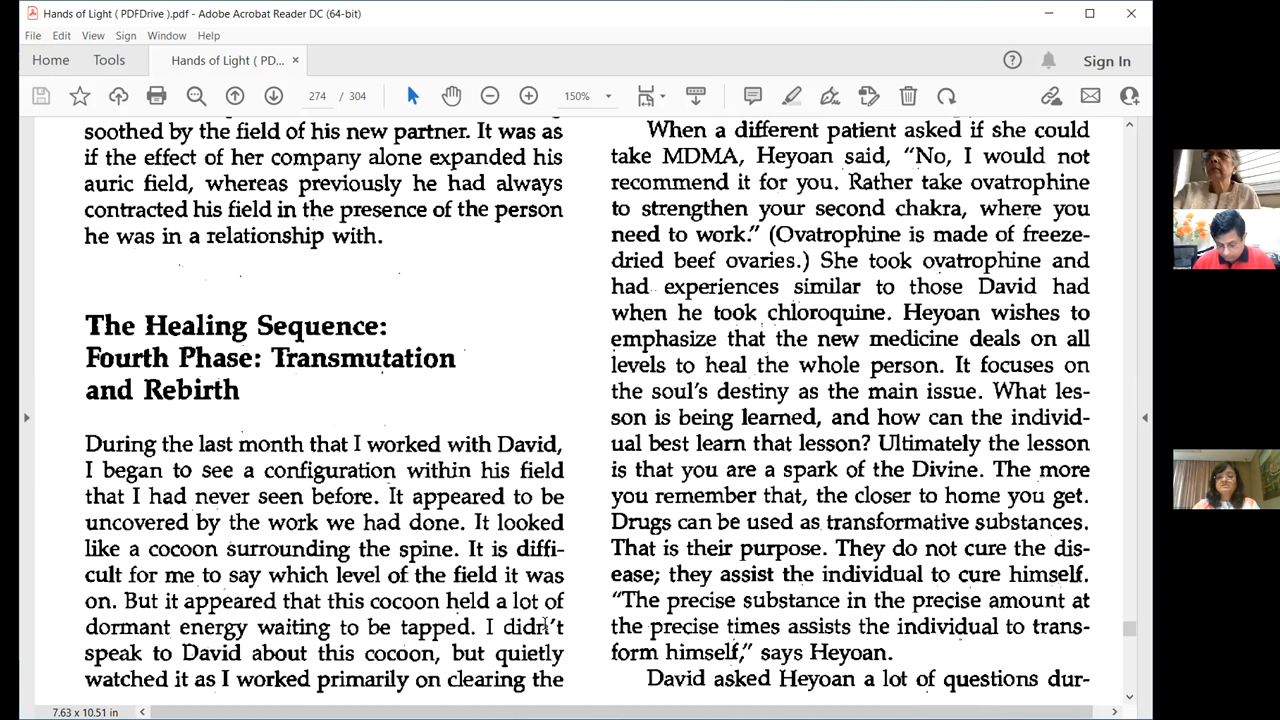 Hands of Light ( PDFDrive ).pdf - Adobe Acrobat Reader DC (64-bit)
File Edit View Sign Window Help
Home Tools Hands of Light ( PD... × Sign In
274 / 304 150%
soothed by the field of his new partner. It was as
if the effect of her company alone expanded his
auric field, whereas previously he had always
contracted his field in the presence of the person
he was in a relationship with.
The Healing Sequence:
Fourth Phase: Transmutation
and Rebirth
During the last month that I worked with David,
I began to see a configuration within his field
that I had never seen before. It appeared to be
uncovered by the work we had done. It looked
like a cocoon surrounding the spine. It is diffi-
cult for me to say which level of the field it was
on. But it appeared that this cocoon held a lot of
dormant energy waiting to be tapped. I didn't
speak to David about this cocoon, but quietly
watched it as I worked primarily on clearing the
When a different patient asked if she could
take MDMA, Heyoan said, "No, I would not
recommend it for you. Rather take ovatrophine
to strengthen your second chakra, where you
need to work." (Ovatrophine is made of freeze-
dried beef ovaries.) She took ovatrophine and
had experiences similar to those David had
when he took chloroquine. Heyoan wishes to
emphasize that the new medicine deals on all
levels to heal the whole person. It focuses on
the soul's destiny as the main issue. What les-
son is being learned, and how can the individ-
ual best learn that lesson? Ultimately the lesson
is that you are a spark of the Divine. The more
you remember that, the closer to home you get.
Drugs can be used as transformative substances.
That is their purpose. They do not cure the dis-
ease; they assist the individual to cure himself.
"The precise substance in the precise amount at
the precise times assists the individual to trans-
form himself," says Heyoan.
David asked Heyoan a lot of questions dur-
7.63 x 10.51 in